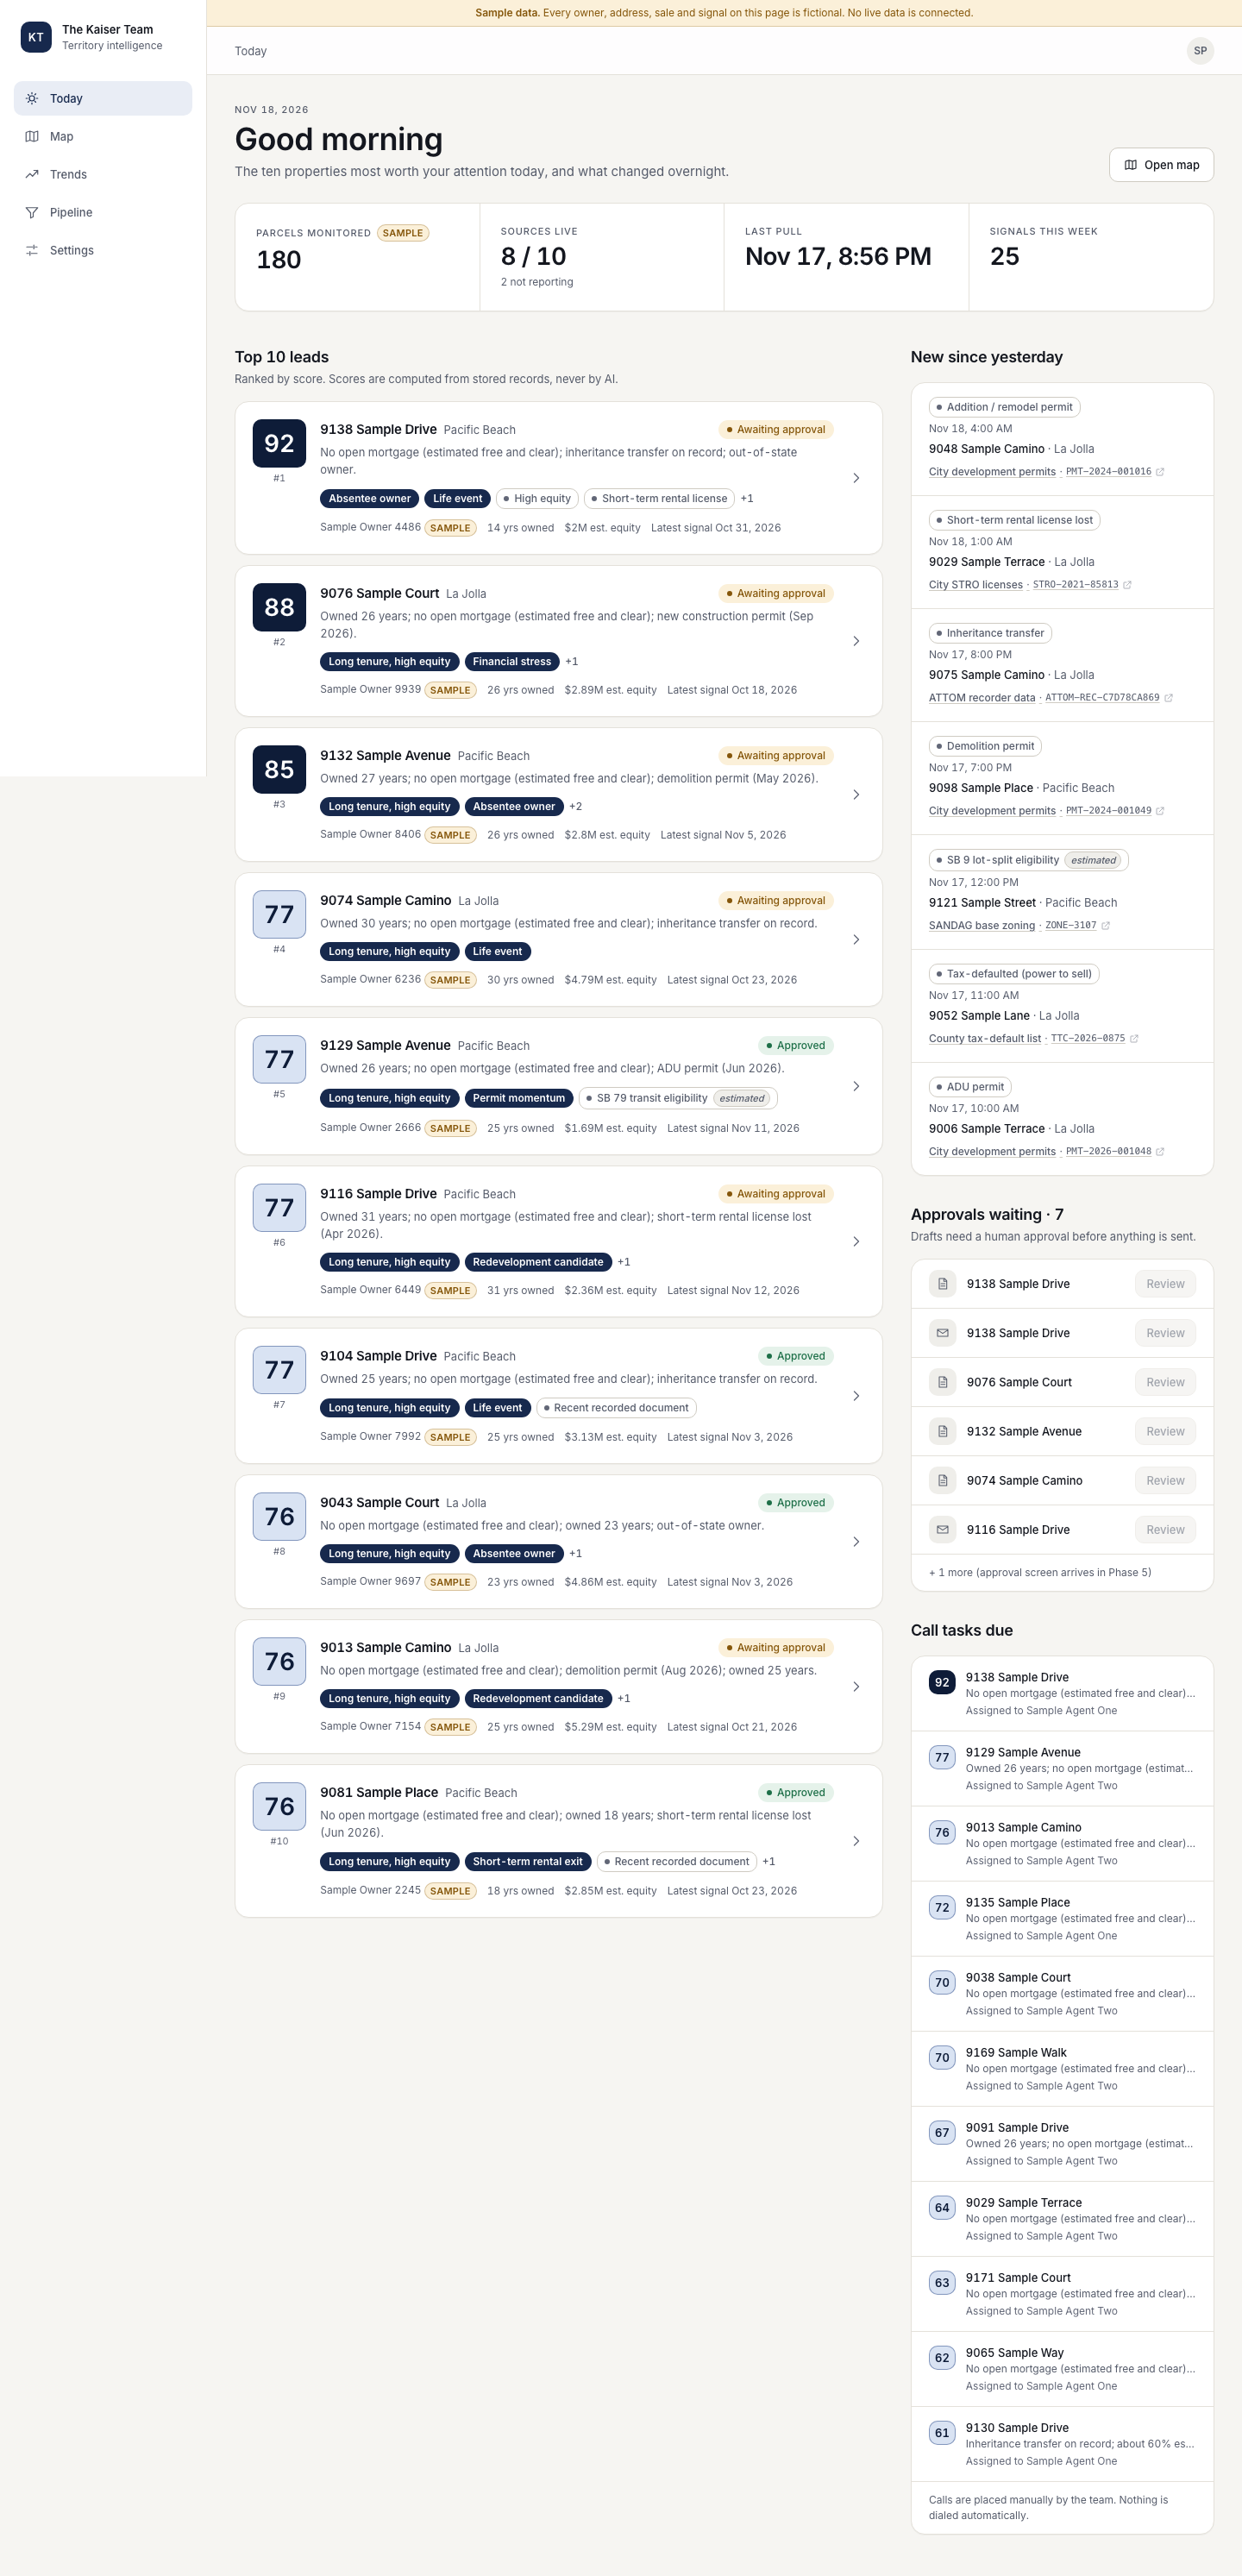 Sample data. Every owner, address, sale and signal on this page is fictional. No live data is connected.
KT
The Kaiser Team
Territory intelligence
Today
Map
Trends
Pipeline
Settings
Today
SP
NOV 18, 2026
Good morning
The ten properties most worth your attention today, and what changed overnight.
Open map
PARCELS MONITORED SAMPLE
180
SOURCES LIVE
8 / 10
2 not reporting
LAST PULL
Nov 17, 8:56 PM
SIGNALS THIS WEEK
25
Top 10 leads
Ranked by score. Scores are computed from stored records, never by AI.
92
#1
9138 Sample Drive Pacific Beach
Awaiting approval
No open mortgage (estimated free and clear); inheritance transfer on record; out-of-state
owner.
Absentee owner Life event High equity Short-term rental license +1
Sample Owner 4486 SAMPLE 14 yrs owned $2M est. equity Latest signal Oct 31, 2026
88
#2
9076 Sample Court La Jolla
Awaiting approval
Owned 26 years; no open mortgage (estimated free and clear); new construction permit (Sep
2026).
Long tenure, high equity Financial stress +1
Sample Owner 9939 SAMPLE 26 yrs owned $2.89M est. equity Latest signal Oct 18, 2026
85
#3
9132 Sample Avenue Pacific Beach
Awaiting approval
Owned 27 years; no open mortgage (estimated free and clear); demolition permit (May 2026).
Long tenure, high equity Absentee owner +2
Sample Owner 8406 SAMPLE 26 yrs owned $2.8M est. equity Latest signal Nov 5, 2026
77
#4
9074 Sample Camino La Jolla
Awaiting approval
Owned 30 years; no open mortgage (estimated free and clear); inheritance transfer on record.
Long tenure, high equity Life event
Sample Owner 6236 SAMPLE 30 yrs owned $4.79M est. equity Latest signal Oct 23, 2026
77
#5
9129 Sample Avenue Pacific Beach
Approved
Owned 26 years; no open mortgage (estimated free and clear); ADU permit (Jun 2026).
Long tenure, high equity Permit momentum SB 79 transit eligibility estimated
Sample Owner 2666 SAMPLE 25 yrs owned $1.69M est. equity Latest signal Nov 11, 2026
77
#6
9116 Sample Drive Pacific Beach
Awaiting approval
Owned 31 years; no open mortgage (estimated free and clear); short-term rental license lost
(Apr 2026).
Long tenure, high equity Redevelopment candidate +1
Sample Owner 6449 SAMPLE 31 yrs owned $2.36M est. equity Latest signal Nov 12, 2026
77
#7
9104 Sample Drive Pacific Beach
Approved
Owned 25 years; no open mortgage (estimated free and clear); inheritance transfer on record.
Long tenure, high equity Life event Recent recorded document
Sample Owner 7992 SAMPLE 25 yrs owned $3.13M est. equity Latest signal Nov 3, 2026
76
#8
9043 Sample Court La Jolla
Approved
No open mortgage (estimated free and clear); owned 23 years; out-of-state owner.
Long tenure, high equity Absentee owner +1
Sample Owner 9697 SAMPLE 23 yrs owned $4.86M est. equity Latest signal Nov 3, 2026
76
#9
9013 Sample Camino La Jolla
Awaiting approval
No open mortgage (estimated free and clear); demolition permit (Aug 2026); owned 25 years.
Long tenure, high equity Redevelopment candidate +1
Sample Owner 7154 SAMPLE 25 yrs owned $5.29M est. equity Latest signal Oct 21, 2026
76
#10
9081 Sample Place Pacific Beach
Approved
No open mortgage (estimated free and clear); owned 18 years; short-term rental license lost
(Jun 2026).
Long tenure, high equity Short-term rental exit Recent recorded document +1
Sample Owner 2245 SAMPLE 18 yrs owned $2.85M est. equity Latest signal Oct 23, 2026
New since yesterday
Addition / remodel permit
Nov 18, 4:00 AM
9048 Sample Camino · La Jolla
City development permits · PMT-2024-001016
Short-term rental license lost
Nov 18, 1:00 AM
9029 Sample Terrace · La Jolla
City STRO licenses · STRO-2021-85813
Inheritance transfer
Nov 17, 8:00 PM
9075 Sample Camino · La Jolla
ATTOM recorder data · ATTOM-REC-C7D78CA869
Demolition permit
Nov 17, 7:00 PM
9098 Sample Place · Pacific Beach
City development permits · PMT-2024-001049
SB 9 lot-split eligibility estimated
Nov 17, 12:00 PM
9121 Sample Street · Pacific Beach
SANDAG base zoning · ZONE-3107
Tax-defaulted (power to sell)
Nov 17, 11:00 AM
9052 Sample Lane · La Jolla
County tax-default list · TTC-2026-0875
ADU permit
Nov 17, 10:00 AM
9006 Sample Terrace · La Jolla
City development permits · PMT-2026-001048
Approvals waiting · 7
Drafts need a human approval before anything is sent.
9138 Sample Drive Review
9138 Sample Drive Review
9076 Sample Court Review
9132 Sample Avenue Review
9074 Sample Camino Review
9116 Sample Drive Review
+ 1 more (approval screen arrives in Phase 5)
Call tasks due
92
9138 Sample Drive
No open mortgage (estimated free and clear)...
Assigned to Sample Agent One
77
9129 Sample Avenue
Owned 26 years; no open mortgage (estimat...
Assigned to Sample Agent Two
76
9013 Sample Camino
No open mortgage (estimated free and clear)...
Assigned to Sample Agent Two
72
9135 Sample Place
No open mortgage (estimated free and clear)...
Assigned to Sample Agent One
70
9038 Sample Court
No open mortgage (estimated free and clear)...
Assigned to Sample Agent Two
70
9169 Sample Walk
No open mortgage (estimated free and clear)...
Assigned to Sample Agent Two
67
9091 Sample Drive
Owned 26 years; no open mortgage (estimat...
Assigned to Sample Agent Two
64
9029 Sample Terrace
No open mortgage (estimated free and clear)...
Assigned to Sample Agent Two
63
9171 Sample Court
No open mortgage (estimated free and clear)...
Assigned to Sample Agent Two
62
9065 Sample Way
No open mortgage (estimated free and clear)...
Assigned to Sample Agent One
61
9130 Sample Drive
Inheritance transfer on record; about 60% es...
Assigned to Sample Agent One
Calls are placed manually by the team. Nothing is
dialed automatically.